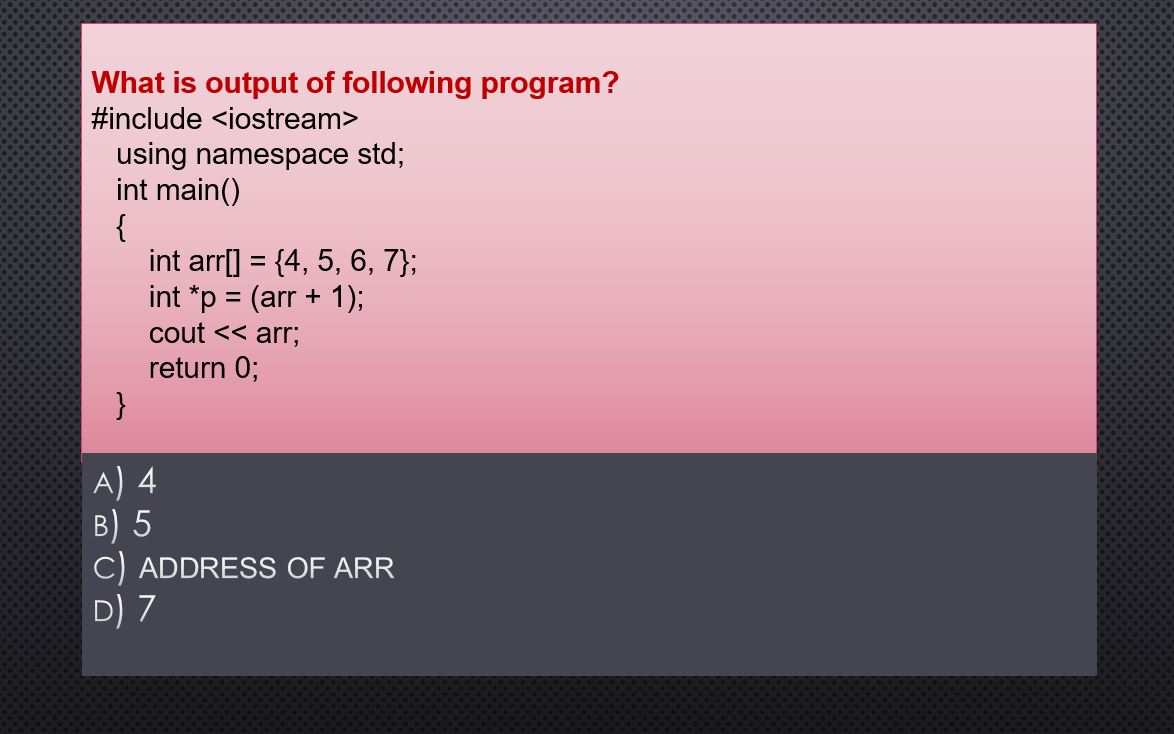 What is output of following program?
#include <iostream>
using namespace std;
int main()
{
int arr[] = {4, 5, 6, 7};
int *p = (arr + 1);
cout << arr;
return 0;
}
A) 4
B) 5
C) ADDRESS OF ARR
D) 7